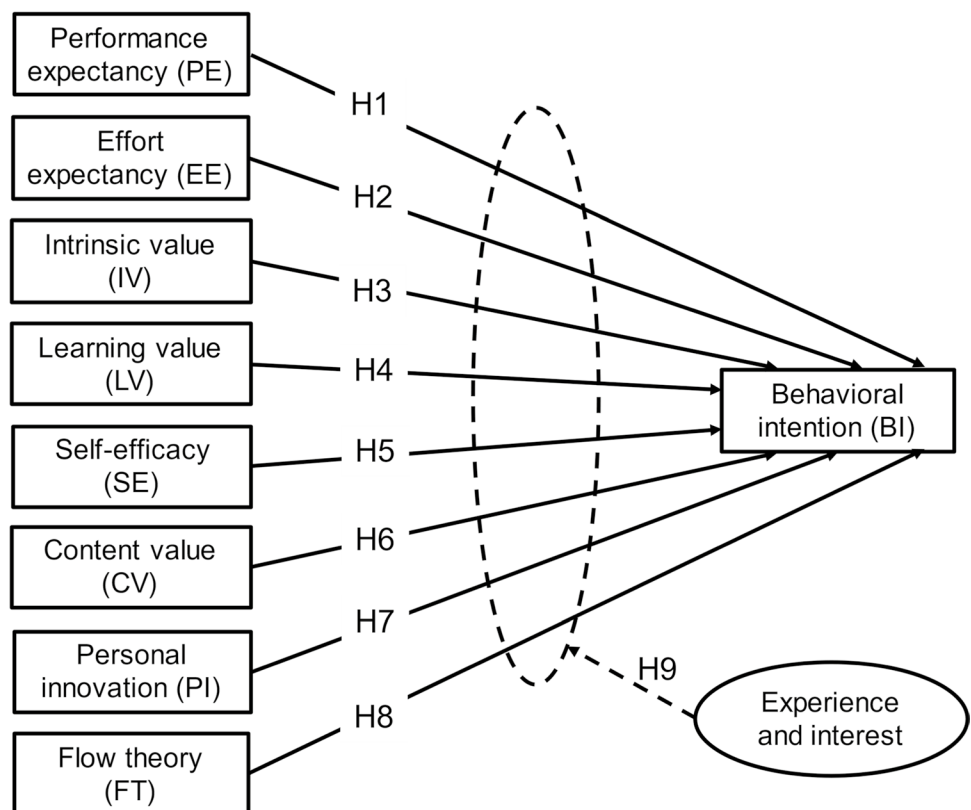 Performance
expectancy (PE)
H1
Effort
expectancy (EE)
H2
Intrinsic value
(IV)
H3
Learning value
(LV)
H4
Behavioral
intention (BI)
Self-efficacy
(SE)
H5
Content value
(CV)
H6
Personal
innovation (PI)
H7
H9
Experience
and interest
Flow theory
(FT)
H8